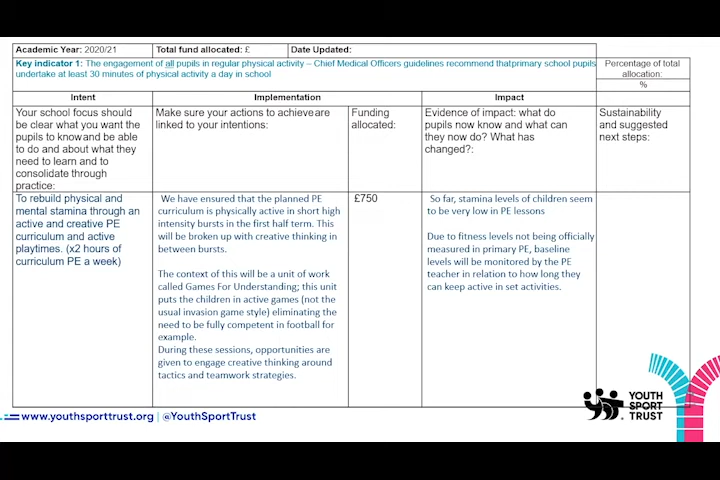 Academic Year: 2020/21
Total fund allocated: £
Date Updated:
Key indicator 1: The engagement of all pupils in regular physical activity – Chief Medical Officers guidelines recommend thatprimary school pupils
undertake at least 30 minutes of physical activity a day in school
Percentage of total
allocation:
%
Intent
Implementation
Impact
Your school focus should
be clear what you want the
pupils to know and be able
to do and about what they
need to learn and to
consolidate through
practice:
Make sure your actions to achieve are
linked to your intentions:
Funding
allocated:
Evidence of impact: what do
pupils now know and what can
they now do? What has
changed?:
Sustainability
and suggested
next steps:
To rebuild physical and
mental stamina through an
active and creative PE
curriculum and active
playtimes. (x2 hours of
curriculum PE a week)
We have ensured that the planned PE
curriculum is physically active in short high
intensity bursts in the first half term. This
will be broken up with creative thinking in
between bursts.
The context of this will be a unit of work
called Games For Understanding; this unit
puts the children in active games (not the
usual invasion game style) eliminating the
need to be fully competent in football for
example.
During these sessions, opportunities are
given to engage creative thinking around
tactics and teamwork strategies.
£750
So far, stamina levels of children seem
to be very low in PE lessons
Due to fitness levels not being officially
measured in primary PE, baseline
levels will be monitored by the PE
teacher in relation to how long they
can keep active in set activities.
www.youthsporttrust.org | @YouthSportTrust
YOUTH
SPORT
TRUST